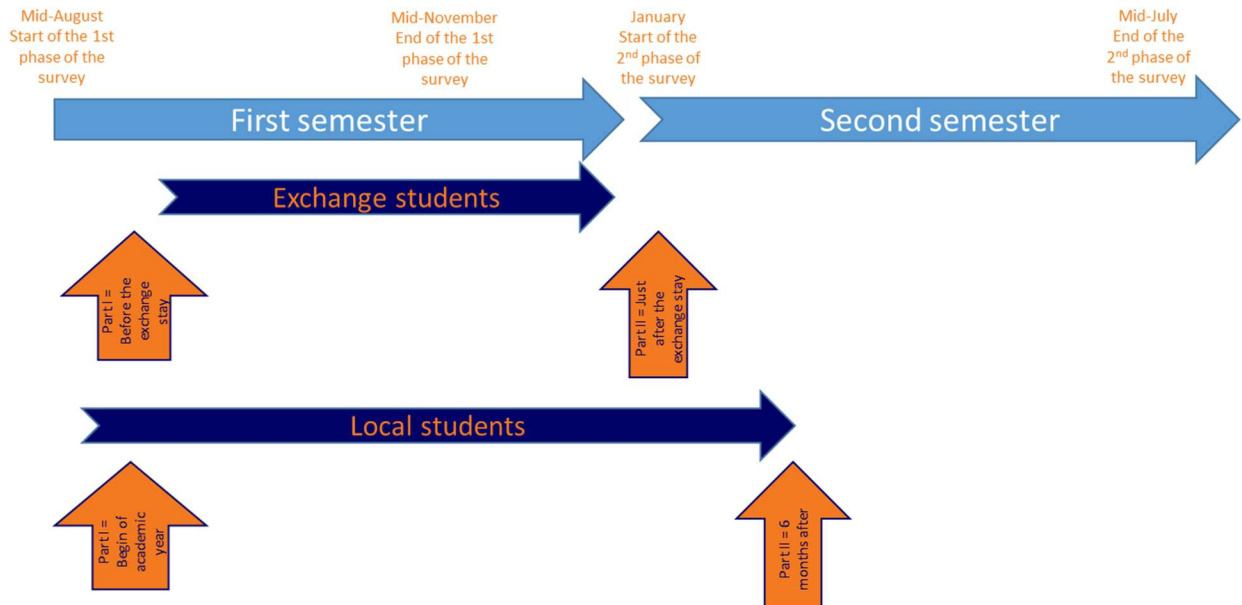 Mid-August
Start of the 1st
phase of the
survey
Mid-November
End of the 1st
phase of the
survey
January
Start of the
2nd phase of
the survey
Mid-July
End of the
2nd phase of
the survey
First semester
Second semester
Exchange students
Part I =
Before the
exchange
stay
Part II = Just
after the
exchange stay
Local students
Part I =
Begin of
academic
year
Part II = 6
months after